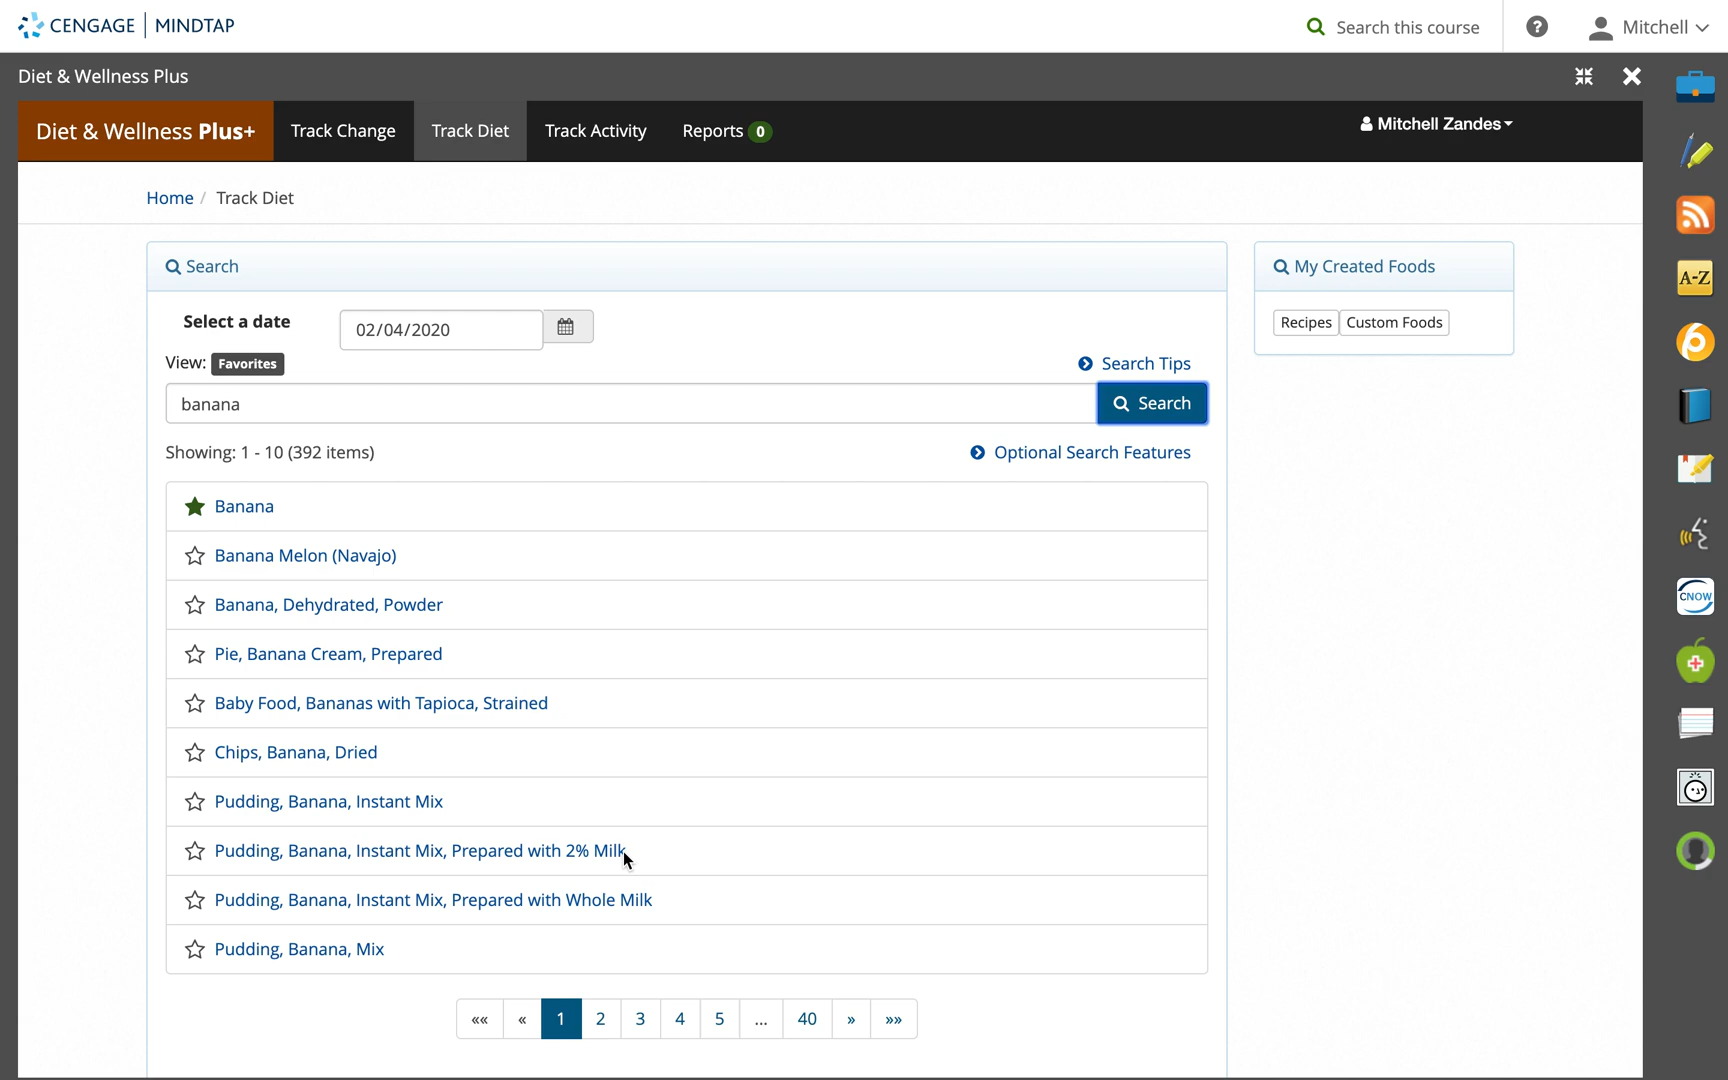 CENGAGE | MINDTAP
Search this course
?
Mitchell
Diet & Wellness Plus
Diet & Wellness Plus+
Track Change
Track Diet
Track Activity
Reports 0
Mitchell Zandes
Home / Track Diet
Search
My Created Foods
Select a date
02/04/2020
Recipes
Custom Foods
View: Favorites
Search Tips
banana
Search
Showing: 1 - 10 (392 items)
Optional Search Features
Banana
Banana Melon (Navajo)
Banana, Dehydrated, Powder
Pie, Banana Cream, Prepared
Baby Food, Bananas with Tapioca, Strained
Chips, Banana, Dried
Pudding, Banana, Instant Mix
Pudding, Banana, Instant Mix, Prepared with 2% Milk
Pudding, Banana, Instant Mix, Prepared with Whole Milk
Pudding, Banana, Mix
«« « 1 2 3 4 5 ... 40 » »»
A-Z
CNOW